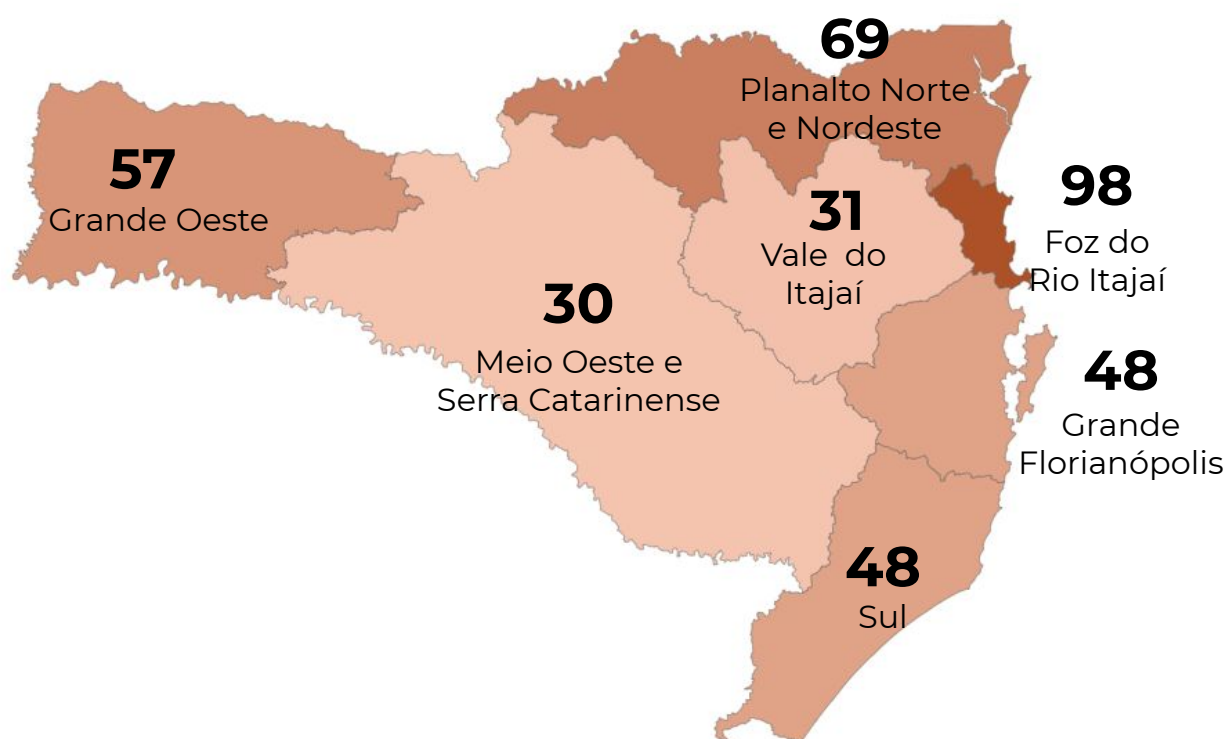 69
Planalto Norte
e Nordeste
57
Grande Oeste
98
Foz do
Rio Itajaí
31
Vale do
Itajaí
30
Meio Oeste e
Serra Catarinense
48
Grande
Florianópolis
48
Sul